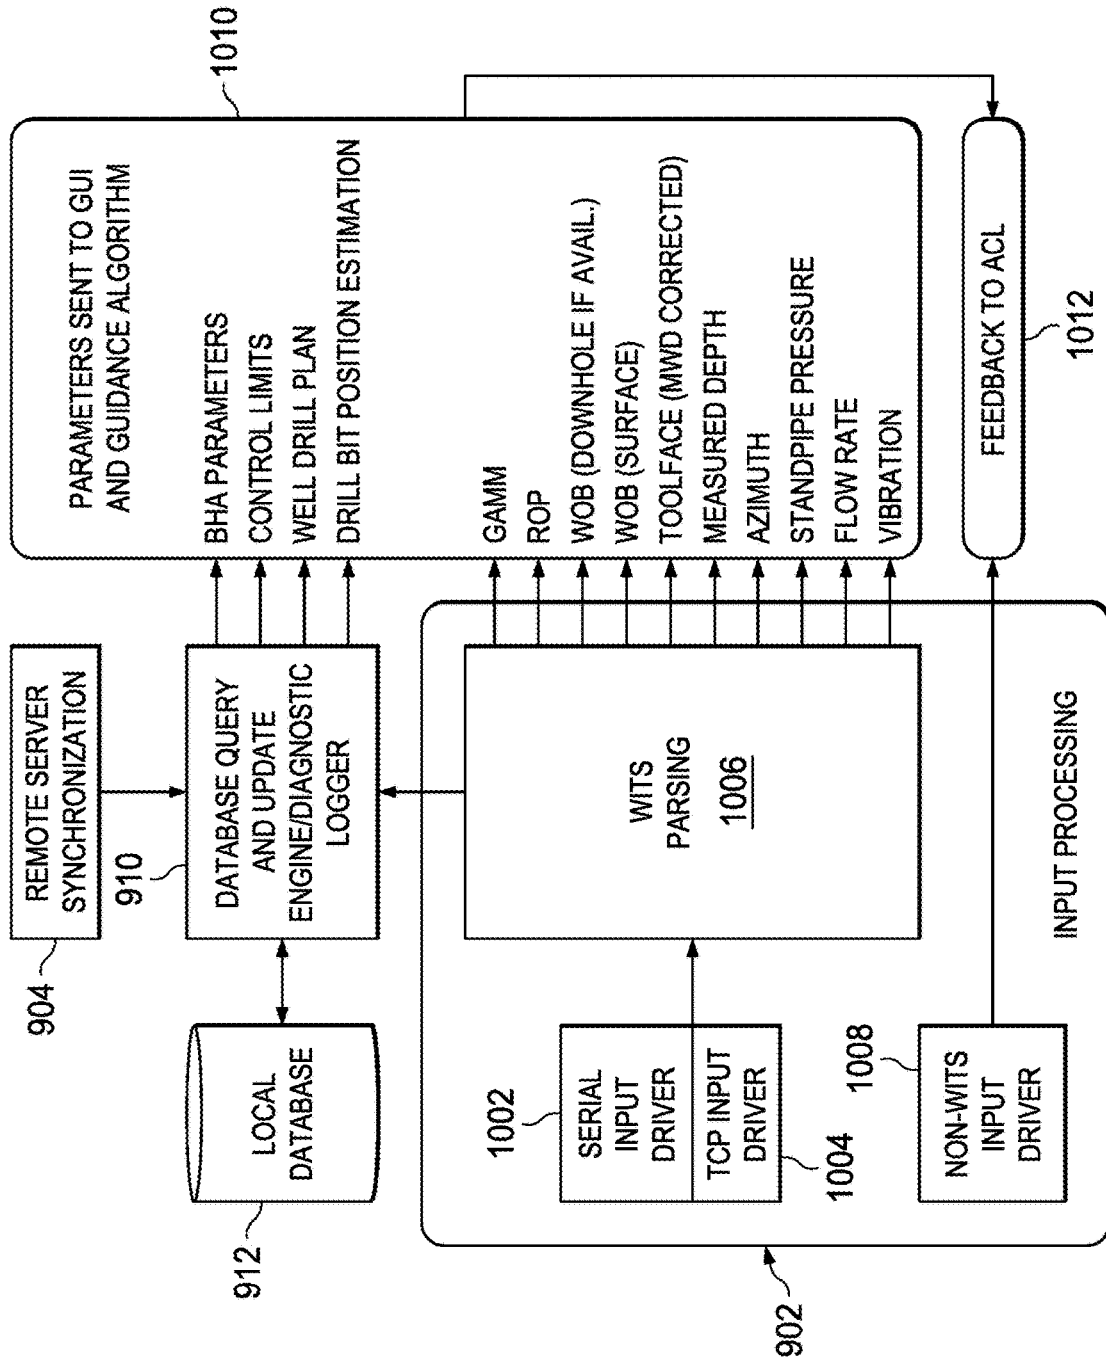 904
REMOTE SERVER
SYNCHRONIZATION
PARAMETERS SENT TO GUI
AND GUIDANCE ALGORITHM
1010
912
LOCAL
DATABASE
910
DATABASE QUERY
AND UPDATE
ENGINE/DIAGNOSTIC
LOGGER
BHA PARAMETERS
CONTROL LIMITS
WELL DRILL PLAN
DRILL BIT POSITION ESTIMATION
902
1002
SERIAL
INPUT
DRIVER
TCP INPUT
DRIVER
1004
WITS
PARSING
1006
GAMM
ROP
WOB (DOWNHOLE IF AVAIL.)
WOB (SURFACE)
TOOLFACE (MWD CORRECTED)
MEASURED DEPTH
AZIMUTH
STANDPIPE PRESSURE
FLOW RATE
VIBRATION
1008
NON-WITS
INPUT
DRIVER
INPUT PROCESSING
FEEDBACK TO ACL
1012